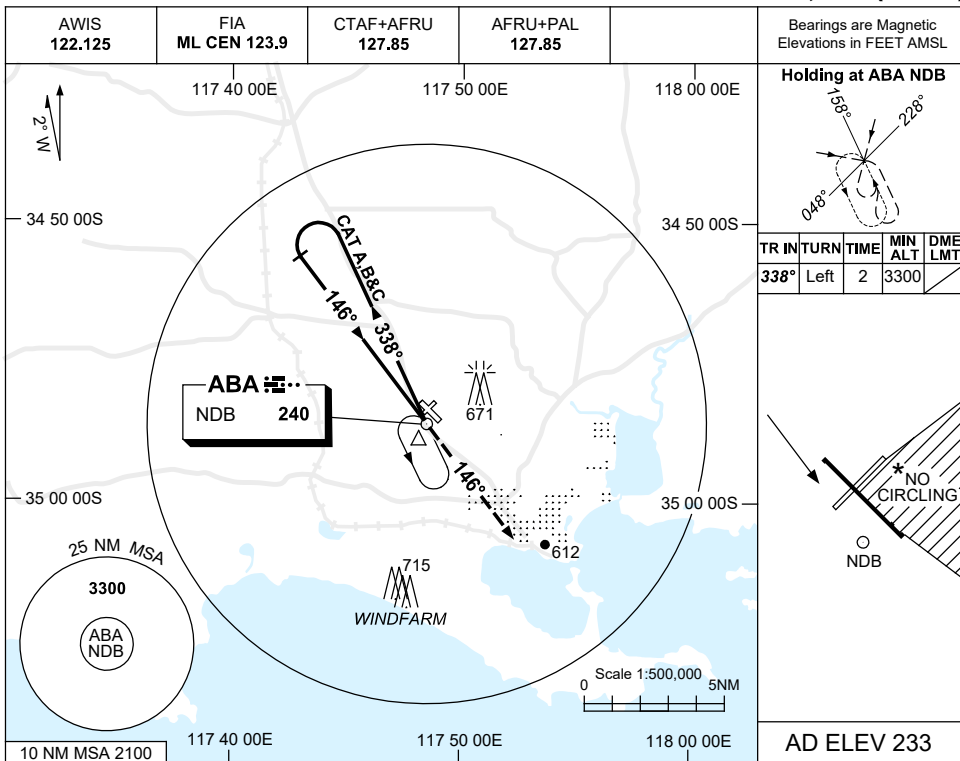 AWIS
122.125
FIA
ML CEN 123.9
CTAF+AFRU
127.85
AFRU+PAL
127.85
Bearings are Magnetic
Elevations in FEET AMSL
117 40 00E
117 50 00E
118 00 00E
2° W
Holding at ABA NDB
158°
228°
048°
TR IN TURN TIME MIN ALT DME LMT
338° Left 2 3300
34 50 00S
34 50 00S
CAT A,B&C
146°
338°
ABA
NDB 240
671
146°
35 00 00S
35 00 00S
612
715
WINDFARM
25 NM MSA
3300
ABA
NDB
* NO
CIRCLING
NDB
Scale 1:500,000
0 5NM
10 NM MSA 2100
117 40 00E
117 50 00E
118 00 00E
AD ELEV 233